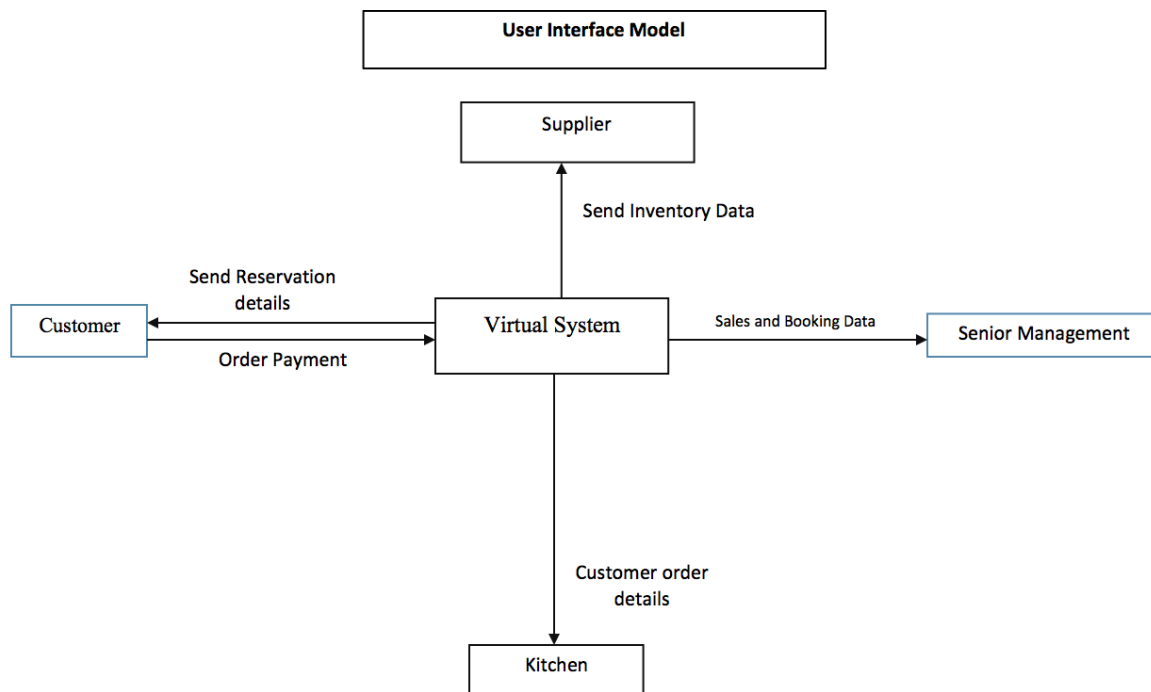 User Interface Model
Supplier
Send Inventory Data
Send Reservation
details
Customer
Virtual System
Sales and Booking Data
Senior Management
Order Payment
Customer order
details
Kitchen